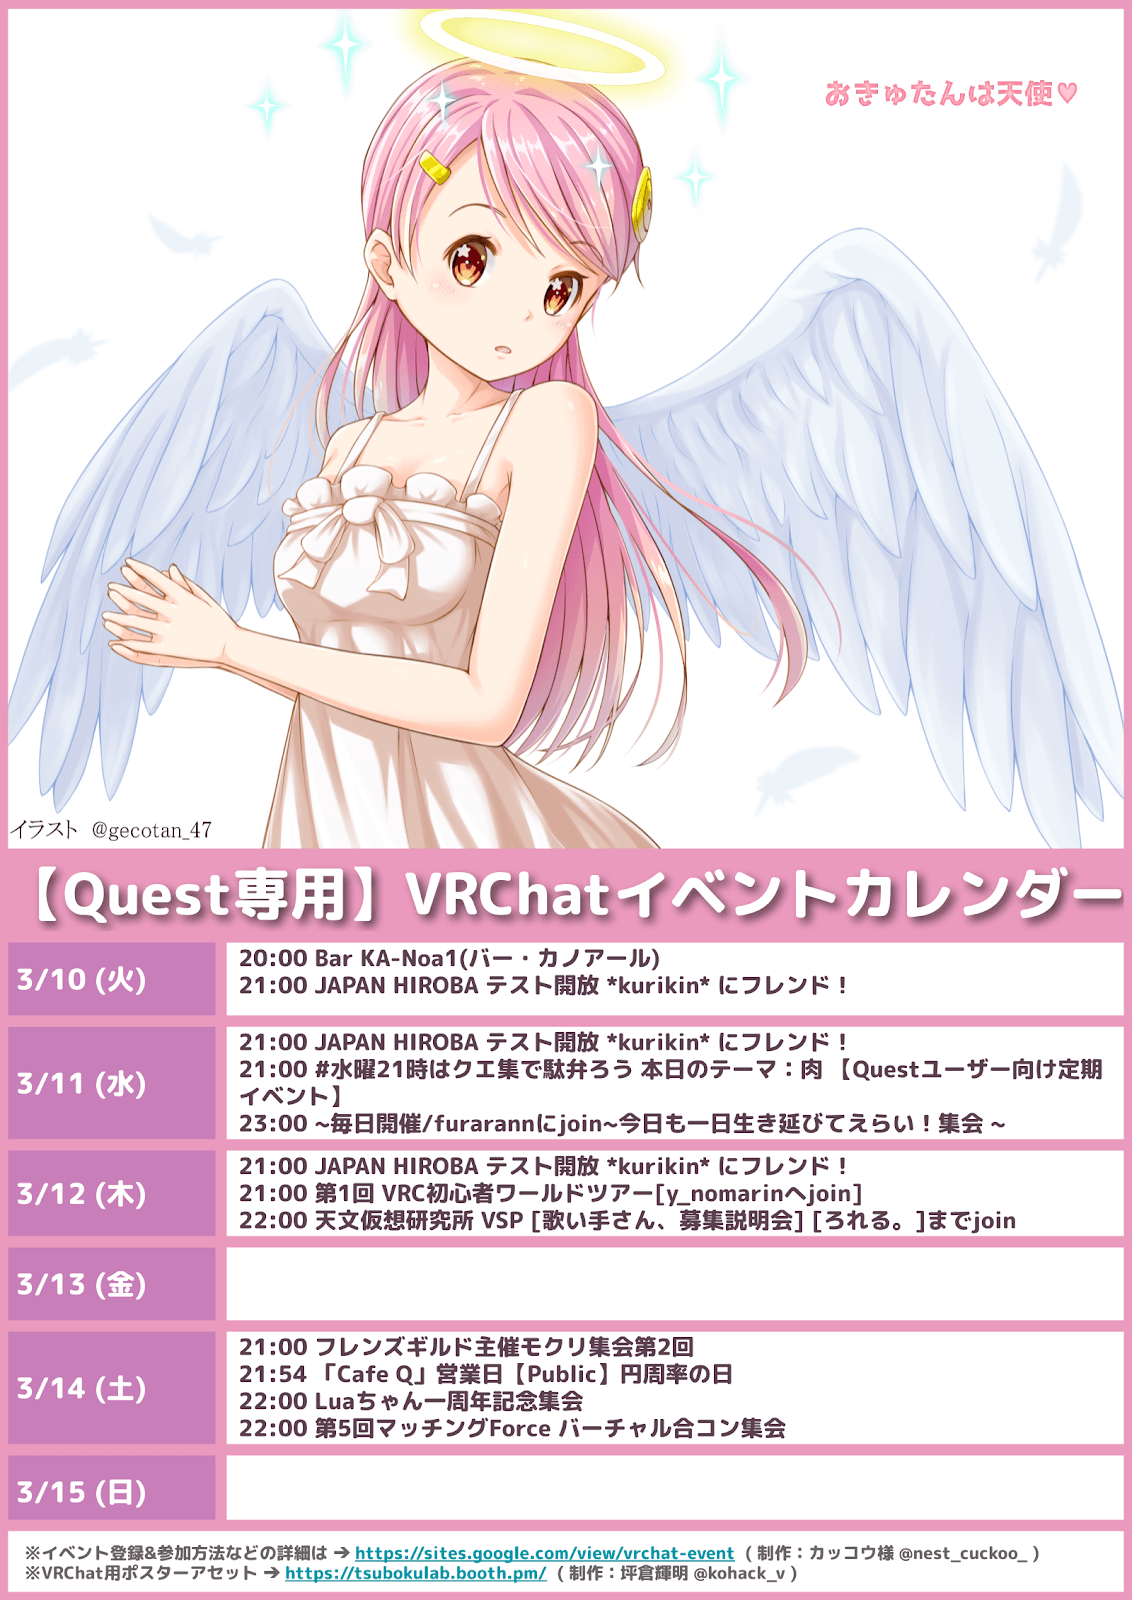 おきゅたんは天使♥
イラスト @gecotan_47
【Quest専用】VRChatイベントカレンダー
3/10 (火)
20:00 Bar KA-Noa1(バー・カノアール)
21:00 JAPAN HIROBA テスト開放 *kurikin* にフレンド！
3/11 (水)
21:00 JAPAN HIROBA テスト開放 *kurikin* にフレンド！
21:00 #水曜21時はクエ集で駄弁ろう 本日のテーマ：肉 【Questユーザー向け定期
イベント】
23:00 ~毎日開催/furarannにjoin~今日も一日生き延びてえらい！集会 ~
3/12 (木)
21:00 JAPAN HIROBA テスト開放 *kurikin* にフレンド！
21:00 第1回 VRC初心者ワールドツアー[y_nomarinへjoin]
22:00 天文仮想研究所 VSP [歌い手さん、募集説明会] [ろれる。]までjoin
3/13 (金)
3/14 (土)
21:00 フレンズギルド主催モクリ集会第2回
21:54 「Cafe Q」営業日【Public】円周率の日
22:00 Luaちゃん一周年記念集会
22:00 第5回マッチングForce バーチャル合コン集会
3/15 (日)
※イベント登録&参加方法などの詳細は → https://sites.google.com/view/vrchat-event ( 制作：カッコウ様 @nest_cuckoo_ )
※VRChat用ポスターアセット → https://tsubokulab.booth.pm/ ( 制作：坪倉輝明 @kohack_v )